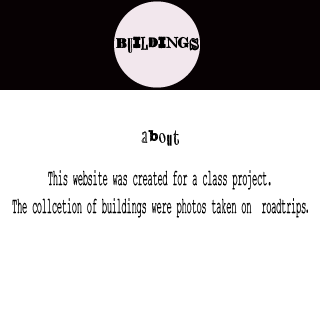 BUILDINGS
about
This website was created for a class project.
The collcetion of buildings were photos taken on roadtrips.